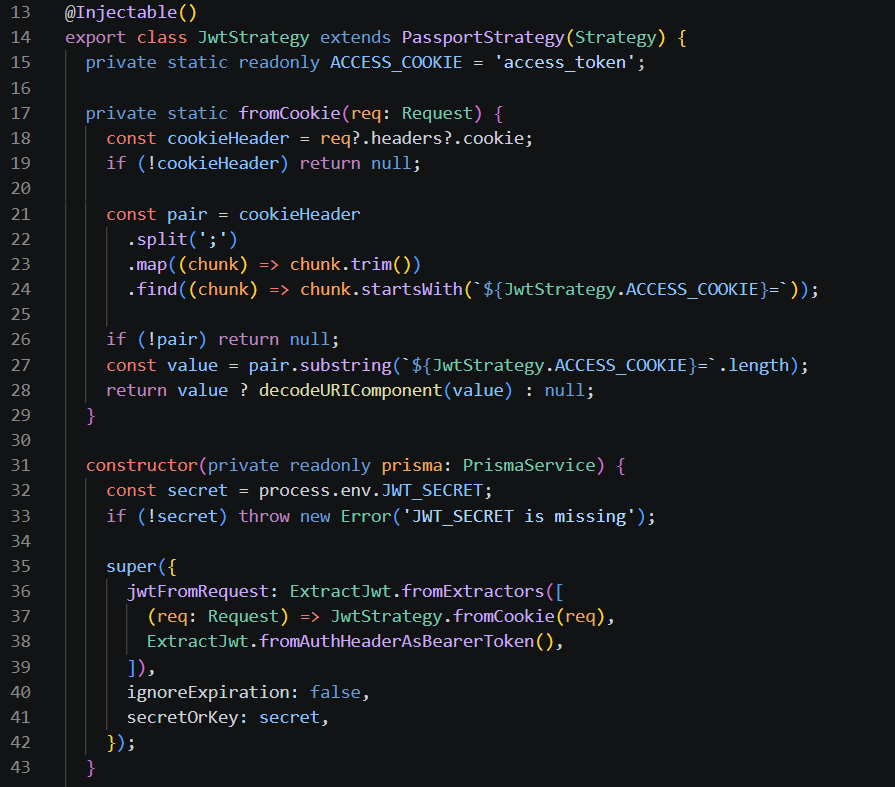 13 @Injectable()
14 export class JwtStrategy extends PassportStrategy(Strategy) {
15   private static readonly ACCESS_COOKIE = 'access_token';
16
17   private static fromCookie(req: Request) {
18     const cookieHeader = req?.headers?.cookie;
19     if (!cookieHeader) return null;
20
21     const pair = cookieHeader
22       .split(';')
23       .map((chunk) => chunk.trim())
24       .find((chunk) => chunk.startsWith(`${JwtStrategy.ACCESS_COOKIE}=`));
25
26     if (!pair) return null;
27     const value = pair.substring(`${JwtStrategy.ACCESS_COOKIE}=`.length);
28     return value ? decodeURIComponent(value) : null;
29   }
30
31   constructor(private readonly prisma: PrismaService) {
32     const secret = process.env.JWT_SECRET;
33     if (!secret) throw new Error('JWT_SECRET is missing');
34
35     super({
36       jwtFromRequest: ExtractJwt.fromExtractors([
37         (req: Request) => JwtStrategy.fromCookie(req),
38         ExtractJwt.fromAuthHeaderAsBearerToken(),
39       ]),
40       ignoreExpiration: false,
41       secretOrKey: secret,
42     });
43   }